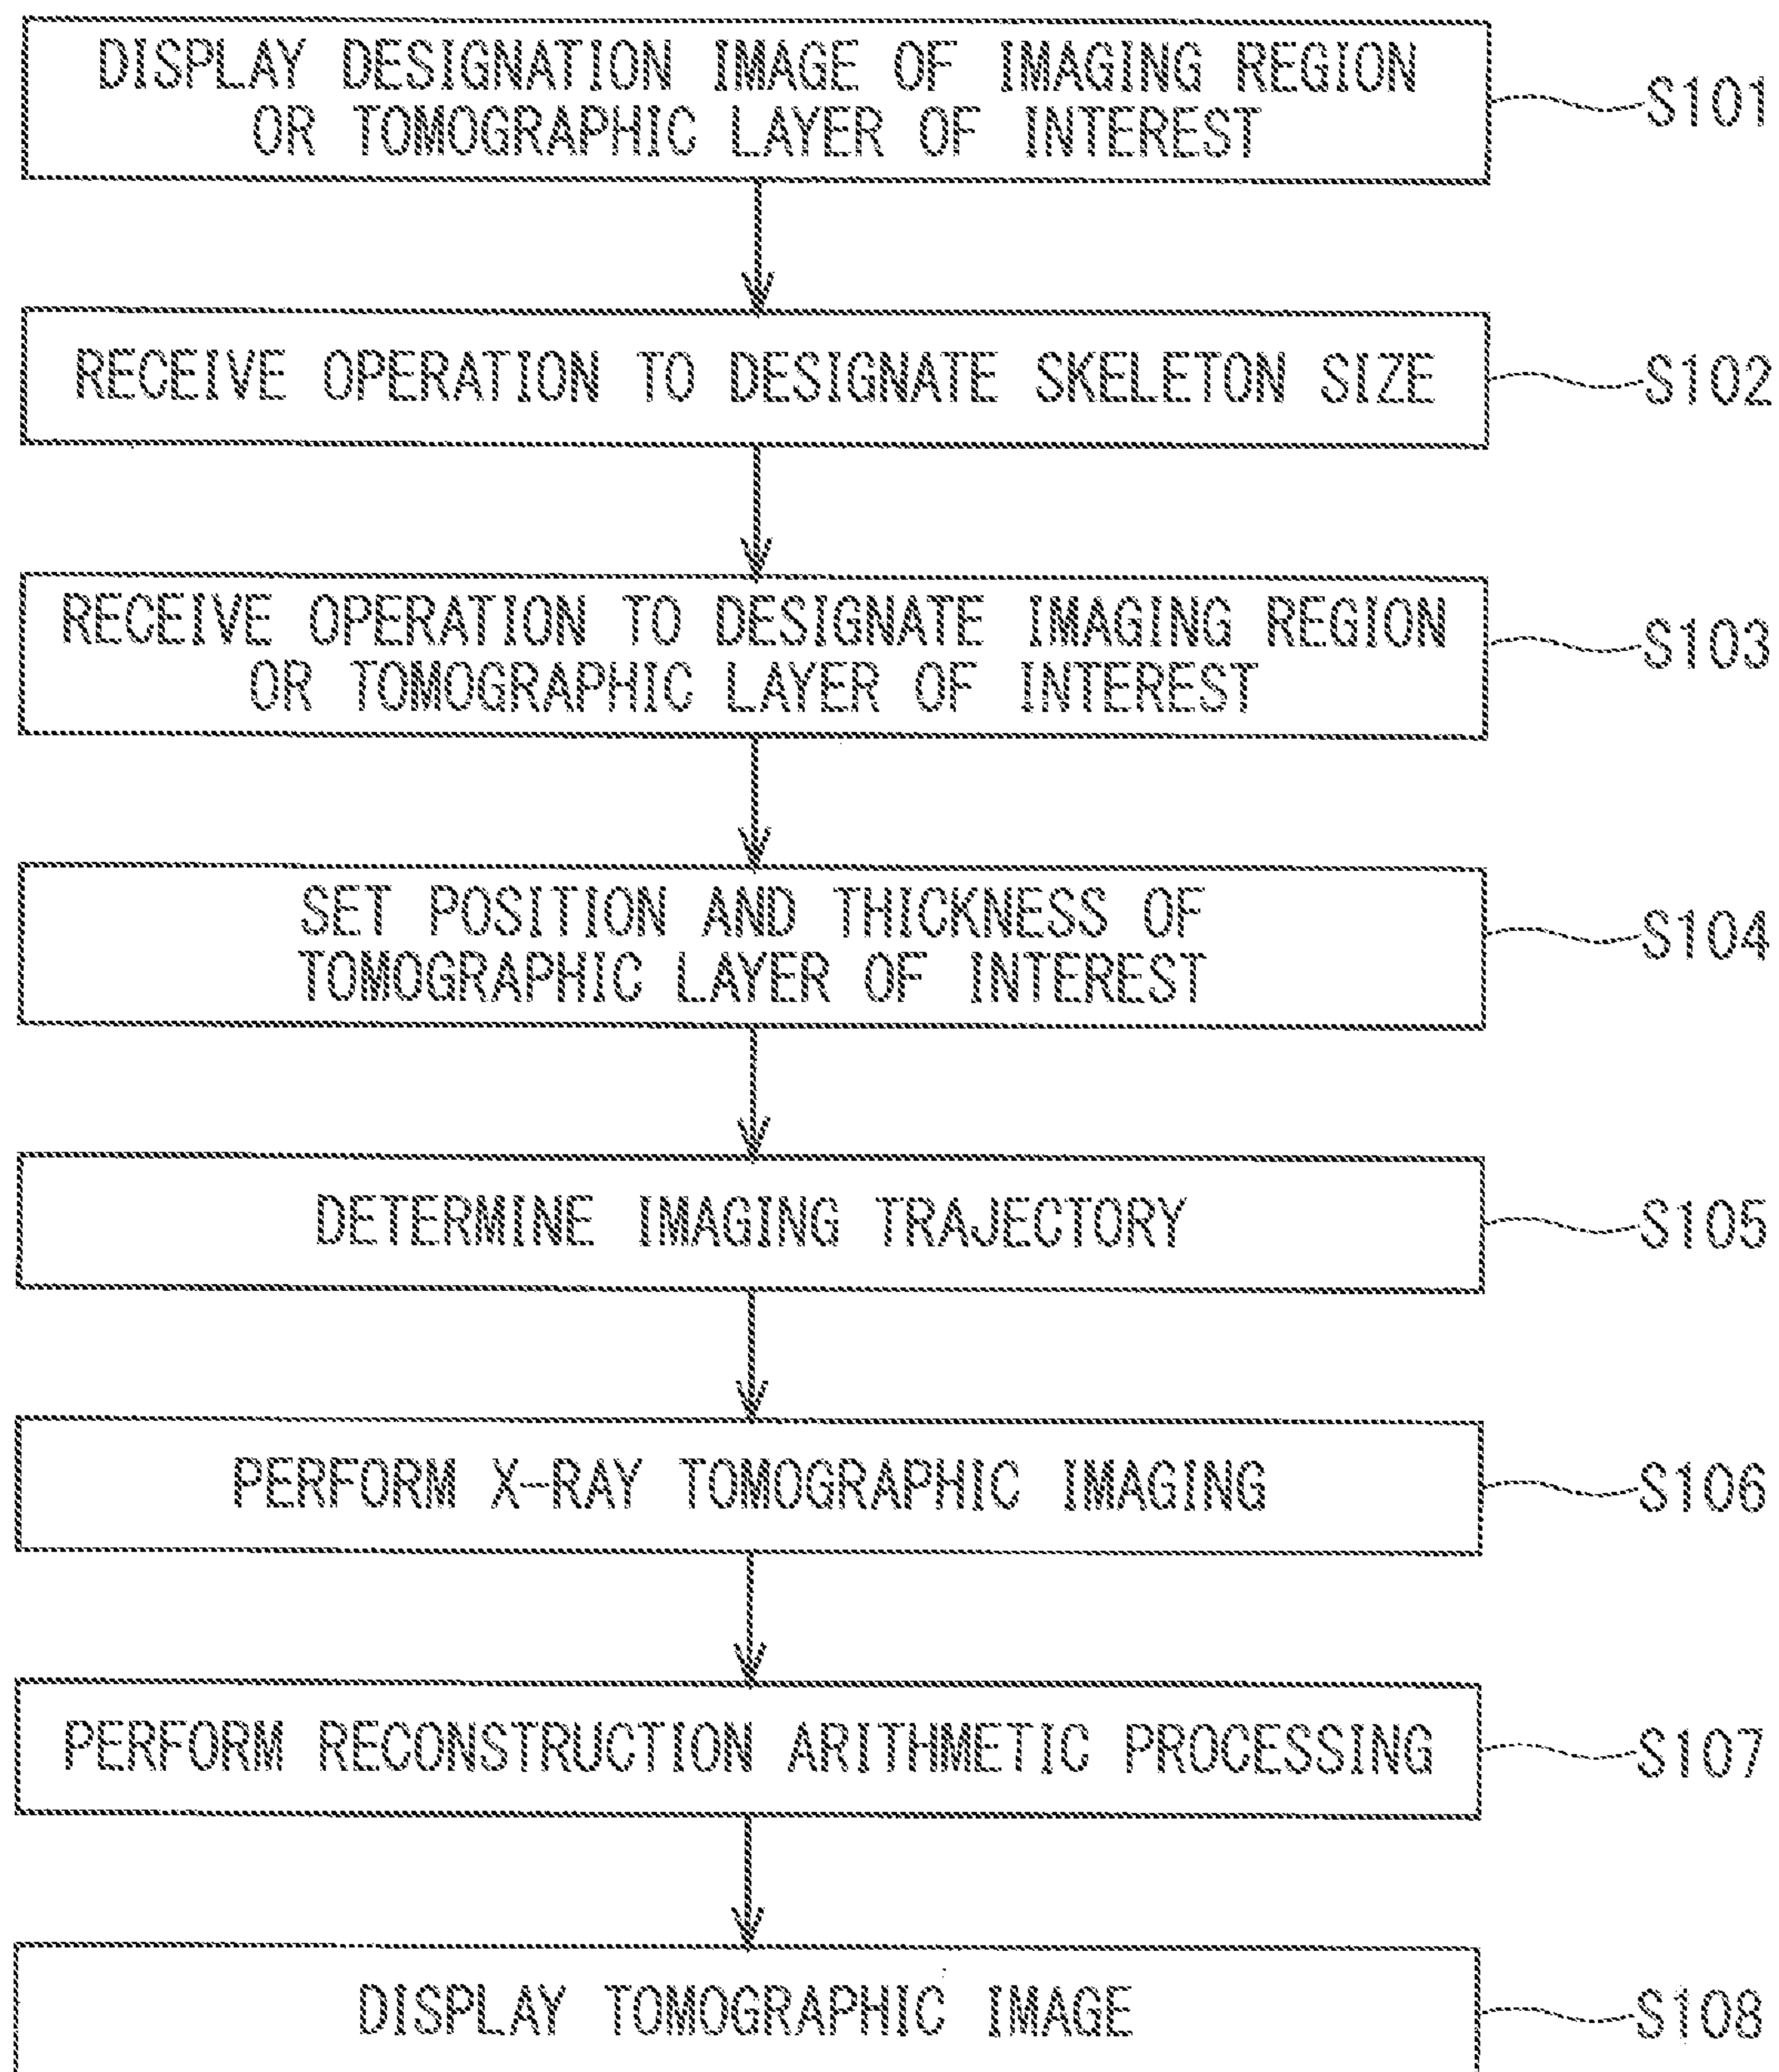 DISPLAY DESIGNATION IMAGE OF IMAGING REGION
OR TOMOGRAPHIC LAYER OF INTEREST
S101
RECEIVE OPERATION TO DESIGNATE SKELETON SIZE
S102
RECEIVE OPERATION TO DESIGNATE IMAGING REGION
OR TOMOGRAPHIC LAYER OF INTEREST
S103
SET POSITION AND THICKNESS OF
TOMOGRAPHIC LAYER OF INTEREST
S104
DETERMINE IMAGING TRAJECTORY
S105
PERFORM X-RAY TOMOGRAPHIC IMAGING
S106
PERFORM RECONSTRUCTION ARITHMETIC PROCESSING
S107
DISPLAY TOMOGRAPHIC IMAGE
S108